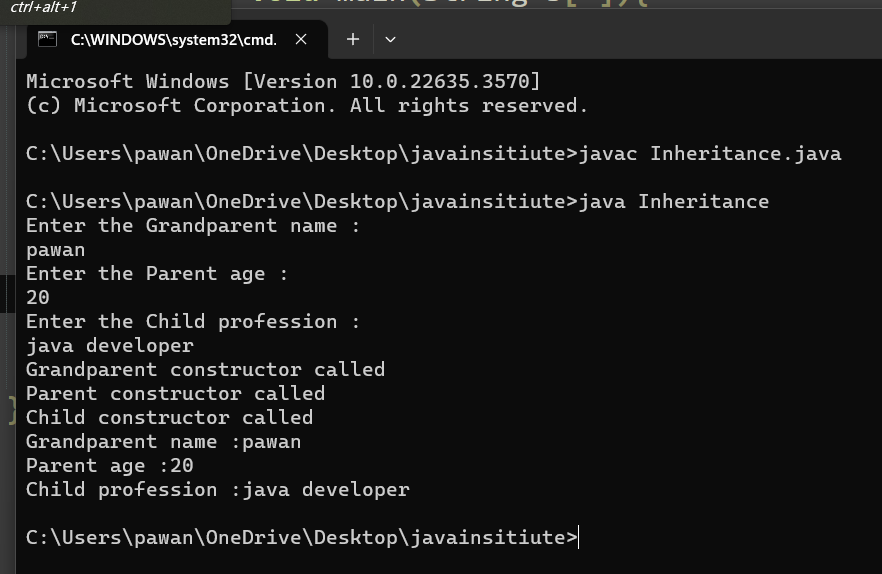 ctrl+alt+1
C:\WINDOWS\system32\cmd.
Microsoft Windows [Version 10.0.22635.3570]
(c) Microsoft Corporation. All rights reserved.
C:\Users\pawan\OneDrive\Desktop\javainsitiute>javac Inheritance.java
C:\Users\pawan\OneDrive\Desktop\javainsitiute>java Inheritance
Enter the Grandparent name :
pawan
Enter the Parent age :
20
Enter the Child profession :
java developer
Grandparent constructor called
Parent constructor called
Child constructor called
Grandparent name :pawan
Parent age :20
Child profession :java developer
C:\Users\pawan\OneDrive\Desktop\javainsitiute>